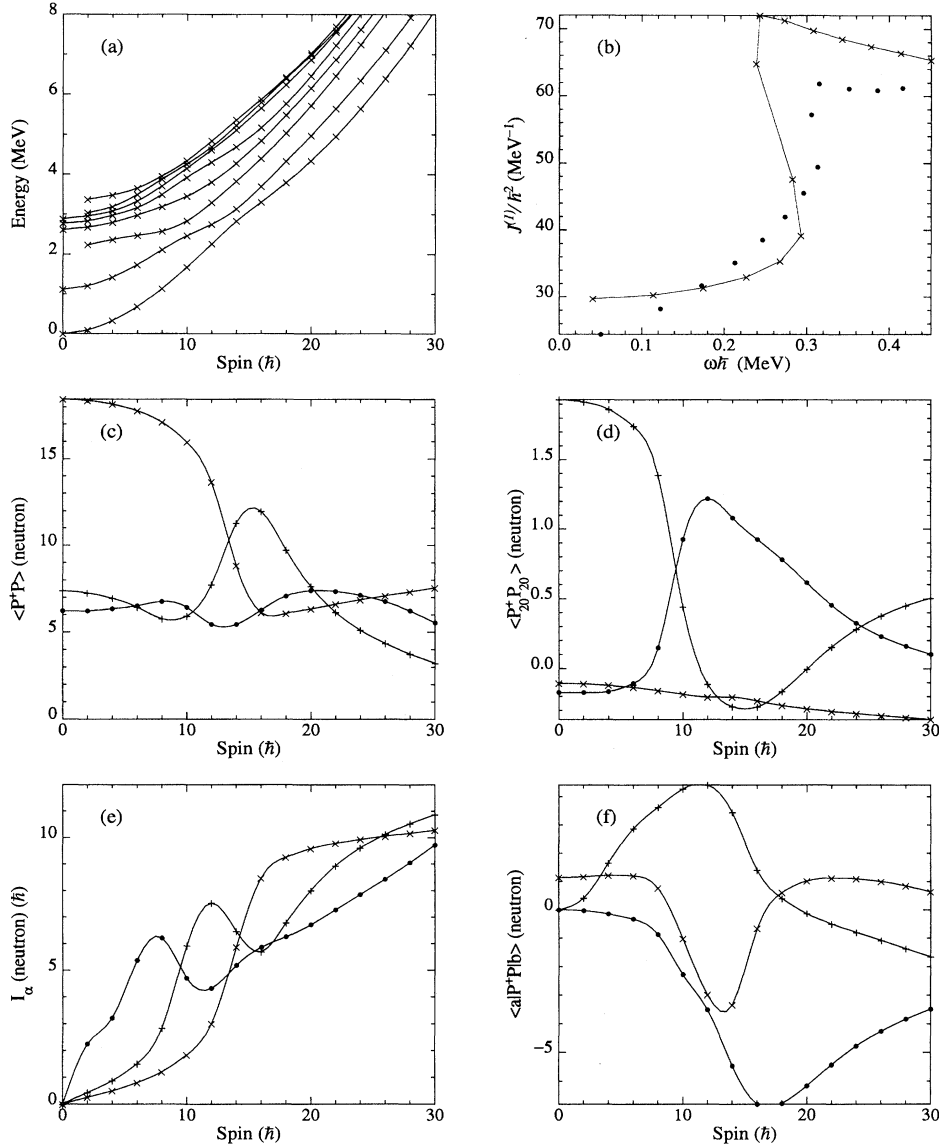 8
6
4
2
0
(a)
Energy (MeV)
0
10
20
30
Spin (ħ)
70
60
50
40
30
(b)
J⁽ᴵ⁾/ħ² (MeV⁻¹)
0.0
0.1
0.2
0.3
0.4
ωħ (MeV)
15
10
5
0
(c)
<P⁺P> (neutron)
0
10
20
30
Spin (ħ)
1.5
1.0
0.5
0.0
(d)
<P⁺₂₀P₂₀> (neutron)
0
10
20
30
Spin (ħ)
10
5
0
(e)
Iα (neutron) (ħ)
0
10
20
30
Spin (ħ)
0
−5
(f)
<a|P⁺P|b> (neutron)
0
10
20
30
Spin (ħ)